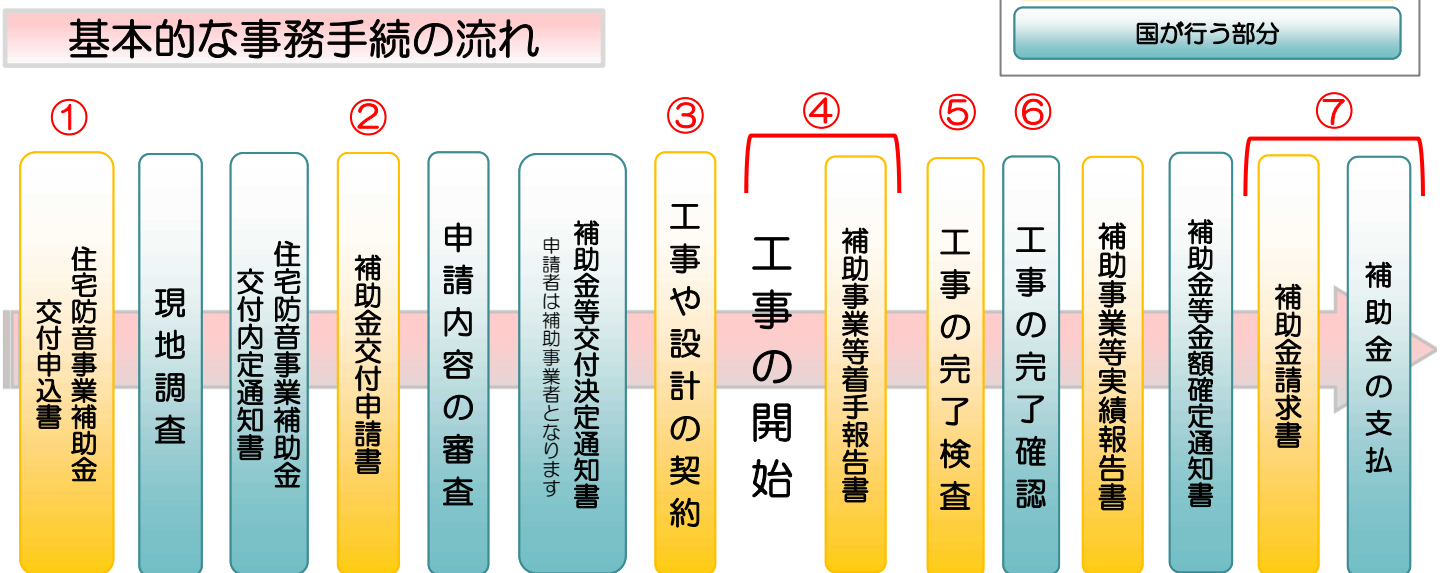 基本的な事務手続の流れ
国が行う部分
①
②
③
④
⑤
⑥
⑦
住宅防音事業補助金
交付申込書
現地調査
住宅防音事業補助金
交付内定通知書
補助金交付申請書
申請内容の審査
補助金等交付決定通知書
申請者は補助事業者となります
工事や設計の契約
工事の開始
補助事業等着手報告書
工事の完了検査
工事の完了確認
補助事業等実績報告書
補助金等金額確定通知書
補助金請求書
補助金の支払